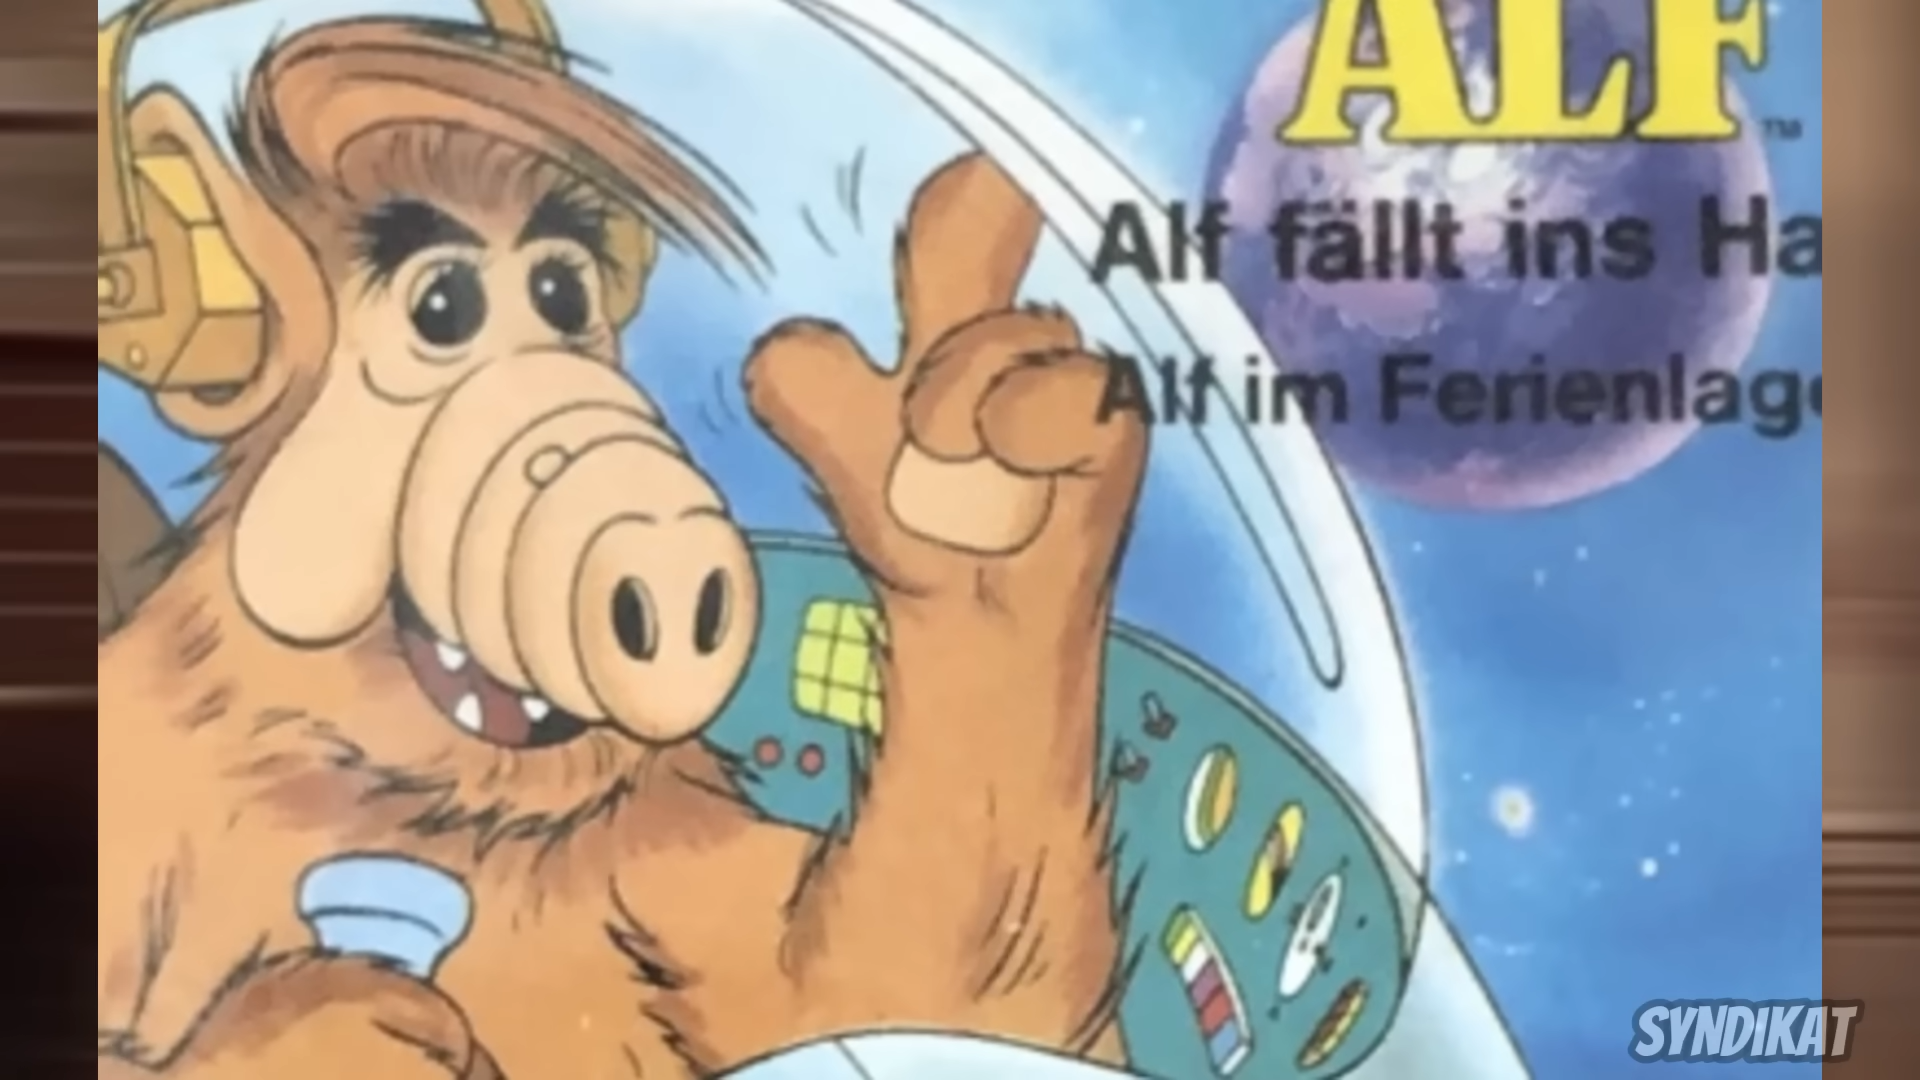 ALF
™
Alf fällt ins Ha
Alf im Ferienlage
SYNDIKAT